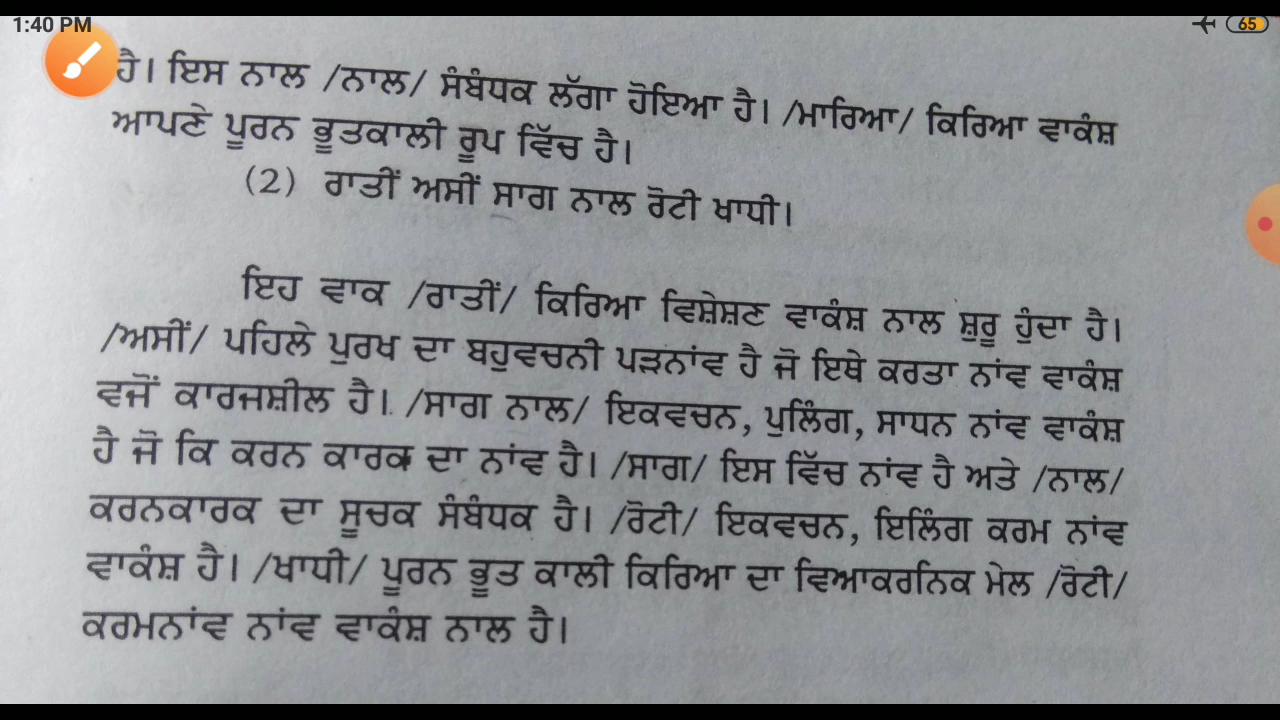 1:40 PM
65
ਹੈ। ਇਸ ਨਾਲ /ਨਾਲ/ ਸੰਬੰਧਕ ਲੱਗਾ ਹੋਇਆ ਹੈ। /ਮਾਰਿਆ/ ਕਿਰਿਆ ਵਾਕੰਸ਼
ਆਪਣੇ ਪੂਰਨ ਭੂਤਕਾਲੀ ਰੂਪ ਵਿੱਚ ਹੈ।
(2) ਰਾਤੀਂ ਅਸੀਂ ਸਾਗ ਨਾਲ ਰੋਟੀ ਖਾਧੀ।
ਇਹ ਵਾਕ /ਰਾਤੀਂ/ ਕਿਰਿਆ ਵਿਸ਼ੇਸ਼ਣ ਵਾਕੰਸ਼ ਨਾਲ ਸ਼ੁਰੂ ਹੁੰਦਾ ਹੈ।
/ਅਸੀਂ/ ਪਹਿਲੇ ਪੁਰਖ ਦਾ ਬਹੁਵਚਨੀ ਪੜਨਾਂਵ ਹੈ ਜੋ ਇਥੇ ਕਰਤਾ ਨਾਂਵ ਵਾਕੰਸ਼
ਵਜੋਂ ਕਾਰਜਸ਼ੀਲ ਹੈ। /ਸਾਗ ਨਾਲ/ ਇਕਵਚਨ, ਪੁਲਿੰਗ, ਸਾਧਨ ਨਾਂਵ ਵਾਕੰਸ਼
ਹੈ ਜੋ ਕਿ ਕਰਨ ਕਾਰਕ ਦਾ ਨਾਂਵ ਹੈ। /ਸਾਗ/ ਇਸ ਵਿੱਚ ਨਾਂਵ ਹੈ ਅਤੇ /ਨਾਲ/
ਕਰਨਕਾਰਕ ਦਾ ਸੂਚਕ ਸੰਬੰਧਕ ਹੈ। /ਰੋਟੀ/ ਇਕਵਚਨ, ਇਲਿੰਗ ਕਰਮ ਨਾਂਵ
ਵਾਕੰਸ਼ ਹੈ। /ਖਾਧੀ/ ਪੂਰਨ ਭੂਤ ਕਾਲੀ ਕਿਰਿਆ ਦਾ ਵਿਆਕਰਨਿਕ ਮੇਲ /ਰੋਟੀ/
ਕਰਮਨਾਂਵ ਨਾਂਵ ਵਾਕੰਸ਼ ਨਾਲ ਹੈ।